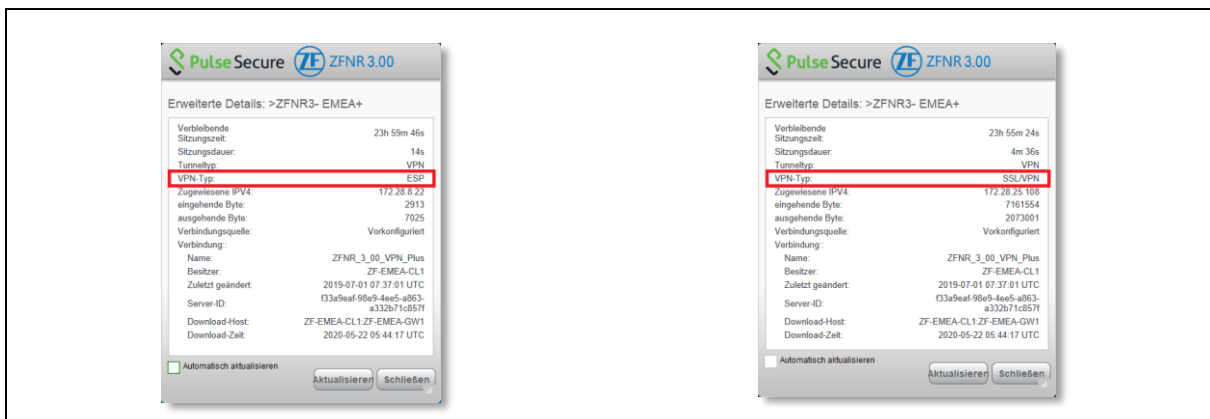 Pulse Secure ZF ZFNR 3.00
Erweiterte Details: >ZFNR3- EMEA+
Verbleibende
Sitzungszeit: 23h 59m 46s
Sitzungsdauer: 14s
Tunneltyp: VPN
VPN-Typ: ESP
Zugewiesene IPV4: 172.28.8.22
eingehende Byte: 2913
ausgehende Byte: 7025
Verbindungsquelle: Vorkonfiguriert
Verbindung::
Name: ZFNR_3_00_VPN_Plus
Besitzer: ZF-EMEA-CL1
Zuletzt geändert: 2019-07-01 07:37:01 UTC
Server-ID: f33a9eaf-98e9-4ee5-a863-
a332b71c857f
Download-Host: ZF-EMEA-CL1:ZF-EMEA-GW1
Download-Zeit: 2020-05-22 05:44:17 UTC
Automatisch aktualisieren
Aktualisieren Schließen
Pulse Secure ZF ZFNR 3.00
Erweiterte Details: >ZFNR3- EMEA+
Verbleibende
Sitzungszeit: 23h 55m 24s
Sitzungsdauer: 4m 36s
Tunneltyp: VPN
VPN-Typ: SSL/VPN
Zugewiesene IPV4: 172.28.25.108
eingehende Byte: 7161554
ausgehende Byte: 2073001
Verbindungsquelle: Vorkonfiguriert
Verbindung::
Name: ZFNR_3_00_VPN_Plus
Besitzer: ZF-EMEA-CL1
Zuletzt geändert: 2019-07-01 07:37:01 UTC
Server-ID: f33a9eaf-98e9-4ee5-a863-
a332b71c857f
Download-Host: ZF-EMEA-CL1:ZF-EMEA-GW1
Download-Zeit: 2020-05-22 05:44:17 UTC
Automatisch aktualisieren
Aktualisieren Schließen